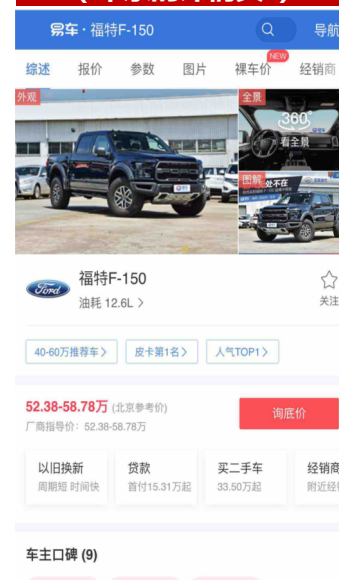 易车·福特F-150
导航
综述 报价 参数 图片 裸车价 经销商
NEW
外观
全景
360°
看全景
图解
处不在
Ford
福特F-150
油耗 12.6L >
关注
40-60万推荐车 >
皮卡第1名 >
人气TOP1 >
52.38-58.78万 (北京参考价)
询底价
厂商指导价: 52.38-58.78万
以旧换新 贷款 买二手车 经销商
周期短 时间快 首付15.31万起 33.50万起 附近经
车主口碑 (9)